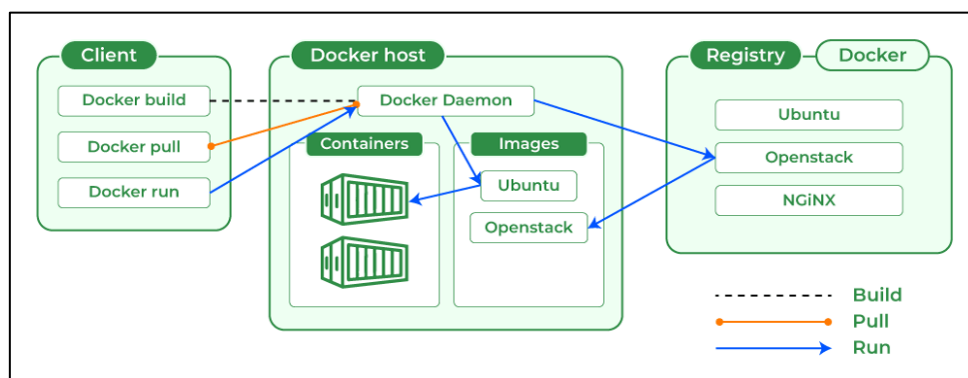 Client
Docker build
Docker pull
Docker run
Docker host
Docker Daemon
Containers
Images
Ubuntu
Openstack
Registry
Docker
Ubuntu
Openstack
NGiNX
Build
Pull
Run